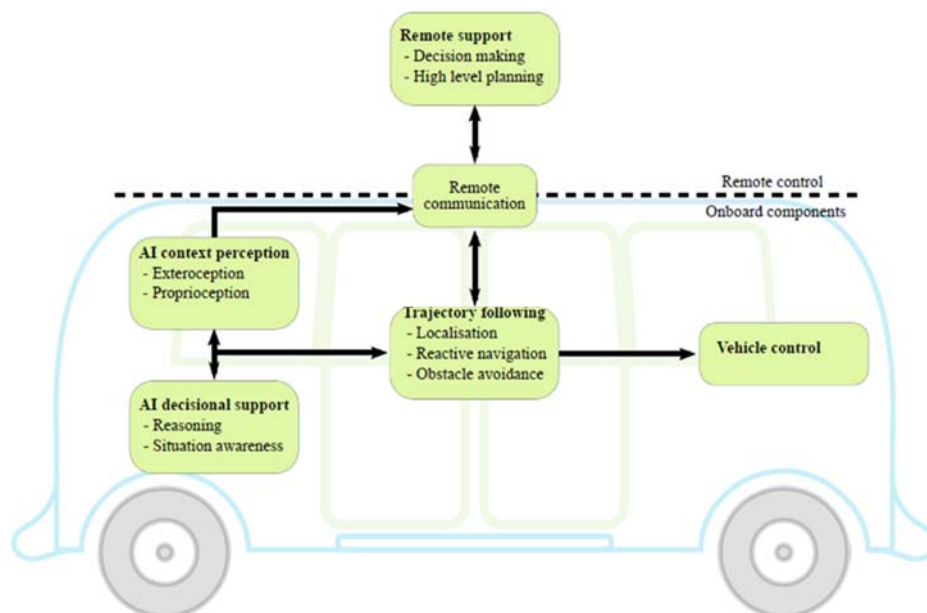 Remote support
- Decision making
- High level planning
Remote
communication
Remote control
Onboard components
AI context perception
- Exteroception
- Proprioception
Trajectory following
- Localisation
- Reactive navigation
- Obstacle avoidance
Vehicle control
AI decisional support
- Reasoning
- Situation awareness